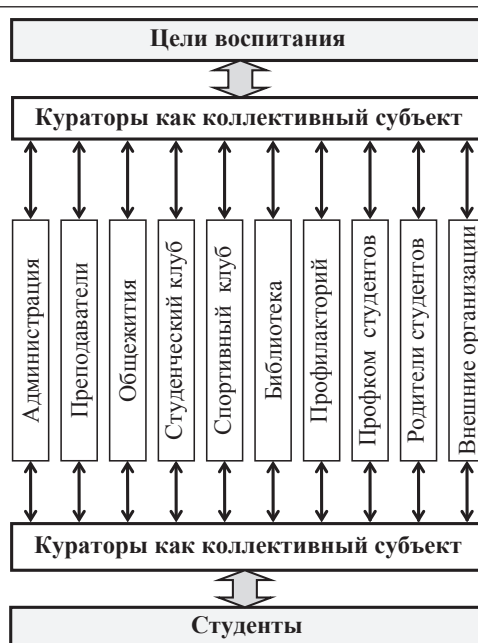 Цели воспитания
Кураторы как коллективный субъект
Администрация
Преподаватели
Общежития
Студенческий клуб
Спортивный клуб
Библиотека
Профилакторий
Профком студентов
Родители студентов
Внешние организации
Кураторы как коллективный субъект
Студенты